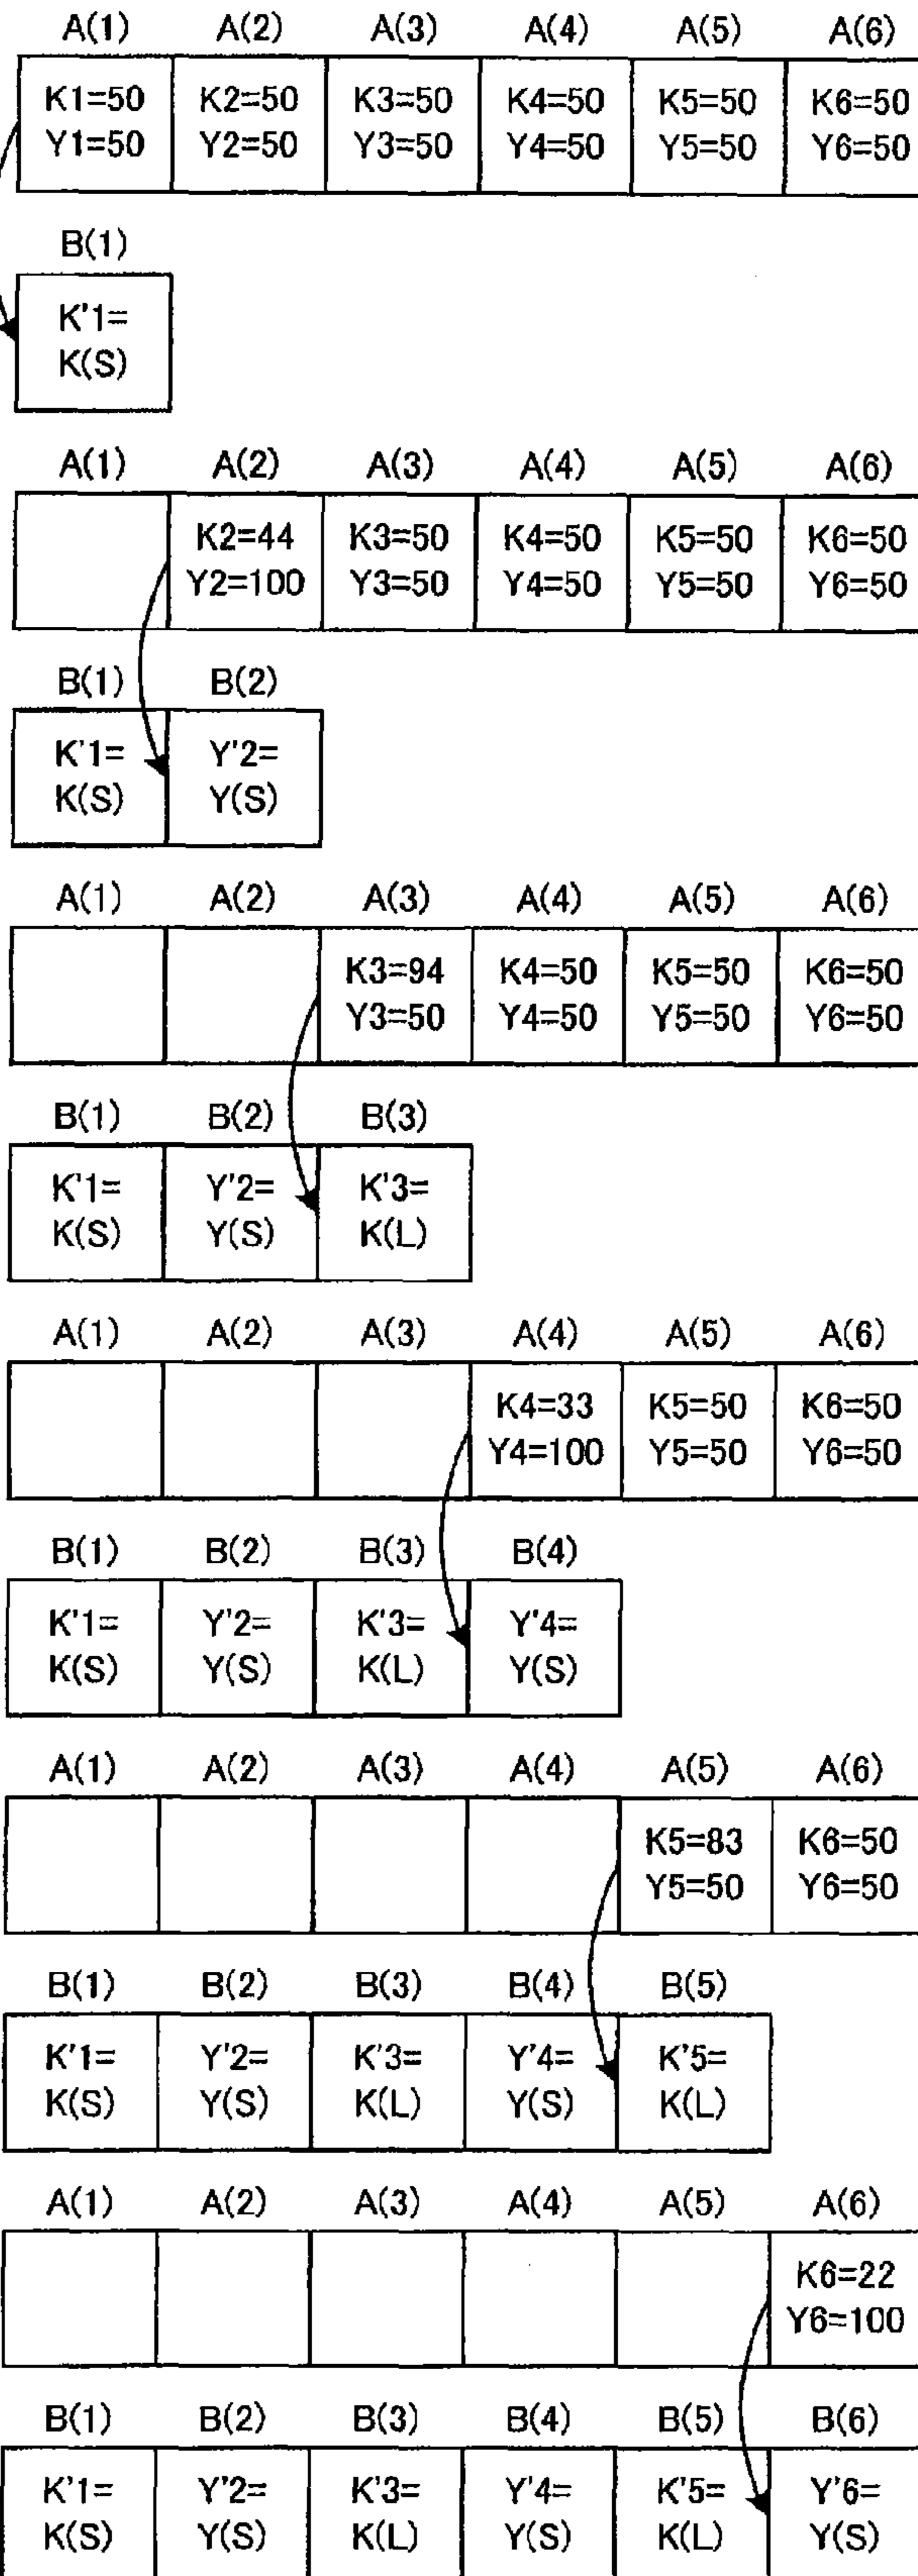 A(1) A(2) A(3) A(4) A(5) A(6)
K1=50 K2=50 K3=50 K4=50 K5=50 K6=50
Y1=50 Y2=50 Y3=50 Y4=50 Y5=50 Y6=50
B(1)
K'1=
K(S)
A(1) A(2) A(3) A(4) A(5) A(6)
K2=44 K3=50 K4=50 K5=50 K6=50
Y2=100 Y3=50 Y4=50 Y5=50 Y6=50
B(1) B(2)
K'1= Y'2=
K(S) Y(S)
A(1) A(2) A(3) A(4) A(5) A(6)
K3=94 K4=50 K5=50 K6=50
Y3=50 Y4=50 Y5=50 Y6=50
B(1) B(2) B(3)
K'1= Y'2= K'3=
K(S) Y(S) K(L)
A(1) A(2) A(3) A(4) A(5) A(6)
K4=33 K5=50 K6=50
Y4=100 Y5=50 Y6=50
B(1) B(2) B(3) B(4)
K'1= Y'2= K'3= Y'4=
K(S) Y(S) K(L) Y(S)
A(1) A(2) A(3) A(4) A(5) A(6)
K5=83 K6=50
Y5=50 Y6=50
B(1) B(2) B(3) B(4) B(5)
K'1= Y'2= K'3= Y'4= K'5=
K(S) Y(S) K(L) Y(S) K(L)
A(1) A(2) A(3) A(4) A(5) A(6)
K6=22
Y6=100
B(1) B(2) B(3) B(4) B(5) B(6)
K'1= Y'2= K'3= Y'4= K'5= Y'6=
K(S) Y(S) K(L) Y(S) K(L) Y(S)